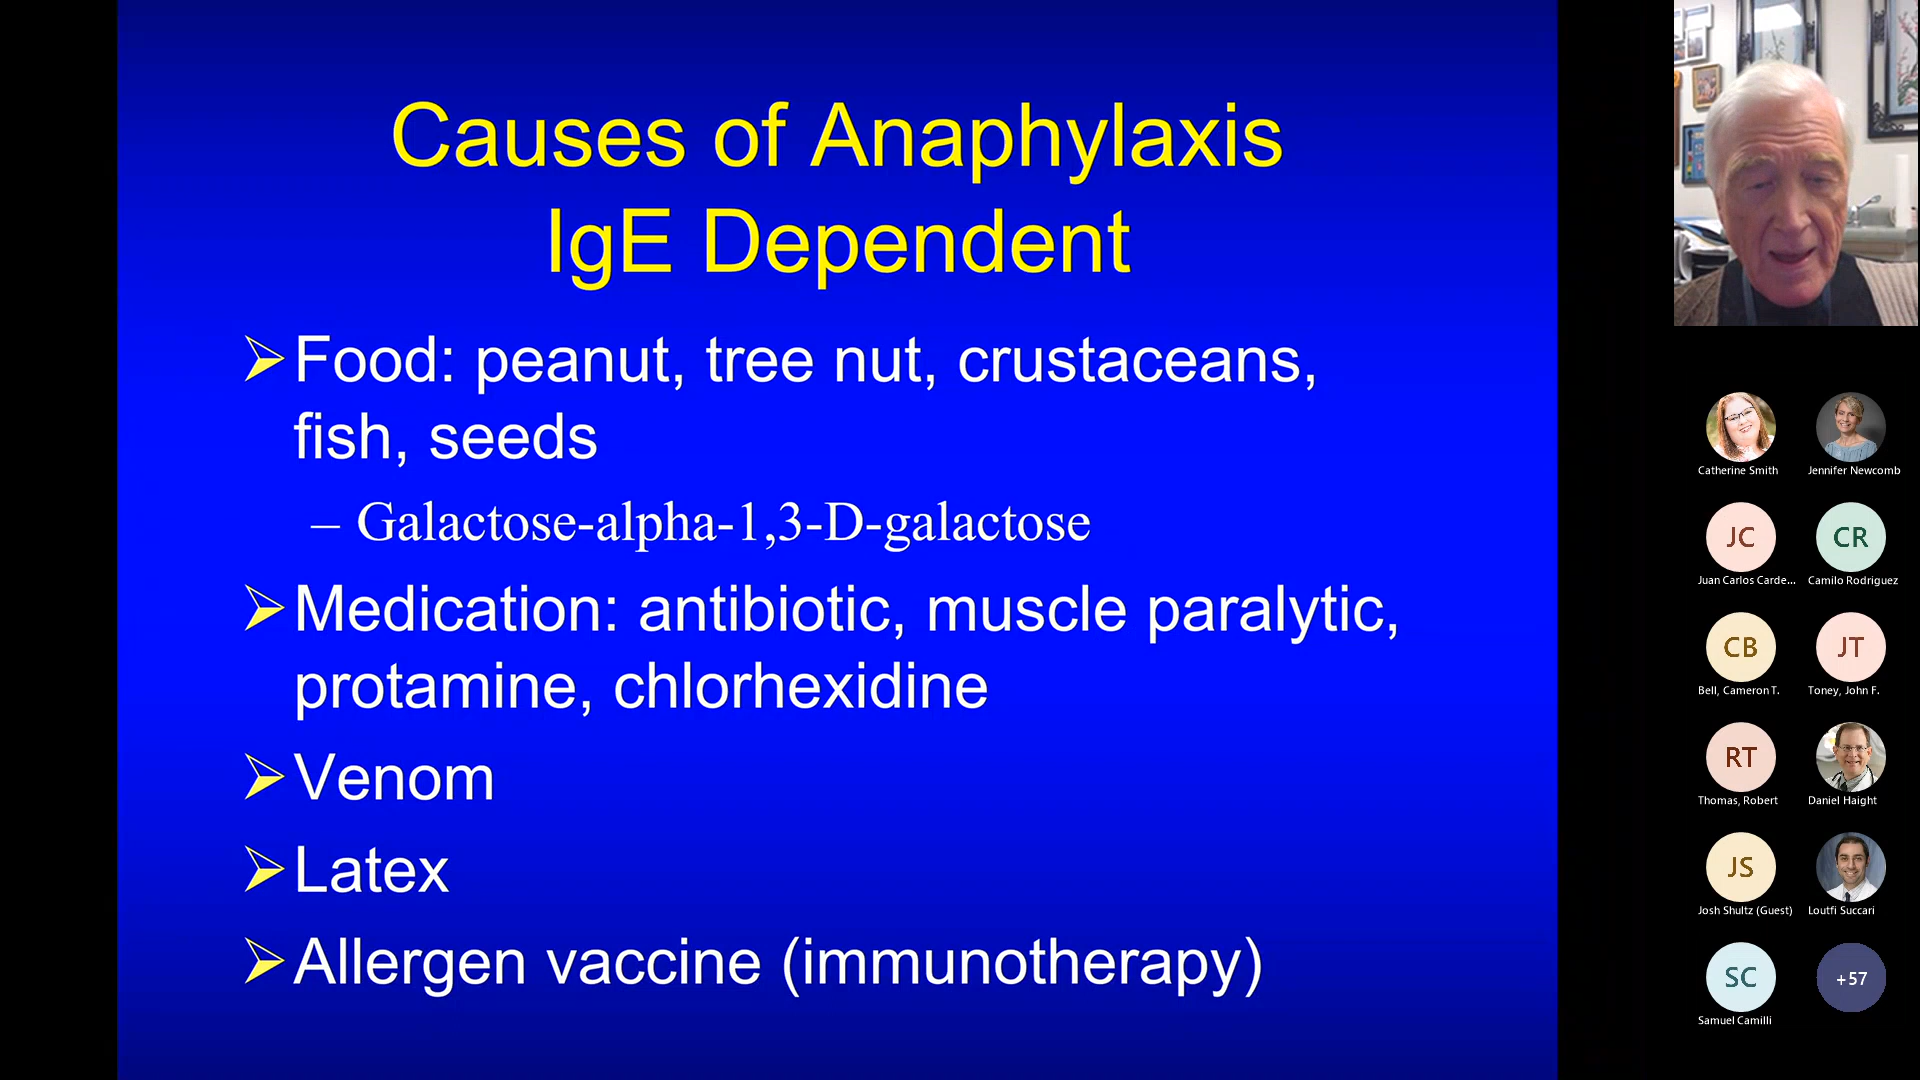 Causes of Anaphylaxis
IgE Dependent
Food: peanut, tree nut, crustaceans,
fish, seeds
– Galactose-alpha-1,3-D-galactose
Medication: antibiotic, muscle paralytic,
protamine, chlorhexidine
Venom
Latex
Allergen vaccine (immunotherapy)
Catherine Smith
Jennifer Newcomb
JC
CR
Juan Carlos Carde...
Camilo Rodriguez
CB
JT
Bell, Cameron T.
Toney, John F.
RT
Thomas, Robert
Daniel Haight
JS
Josh Shultz (Guest)
Loutfi Succari
SC
+57
Samuel Camilli